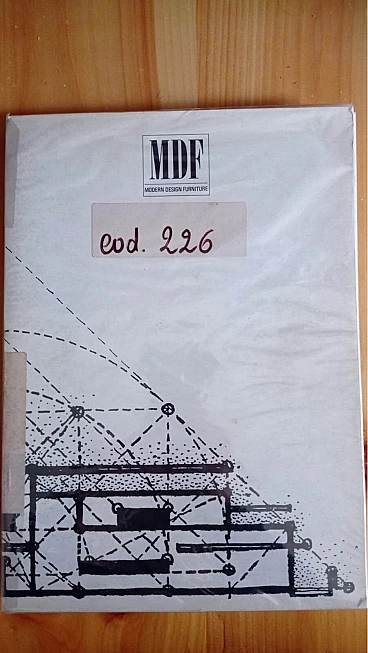 MDF
MODERN DESIGN FURNITURE
cod. 226